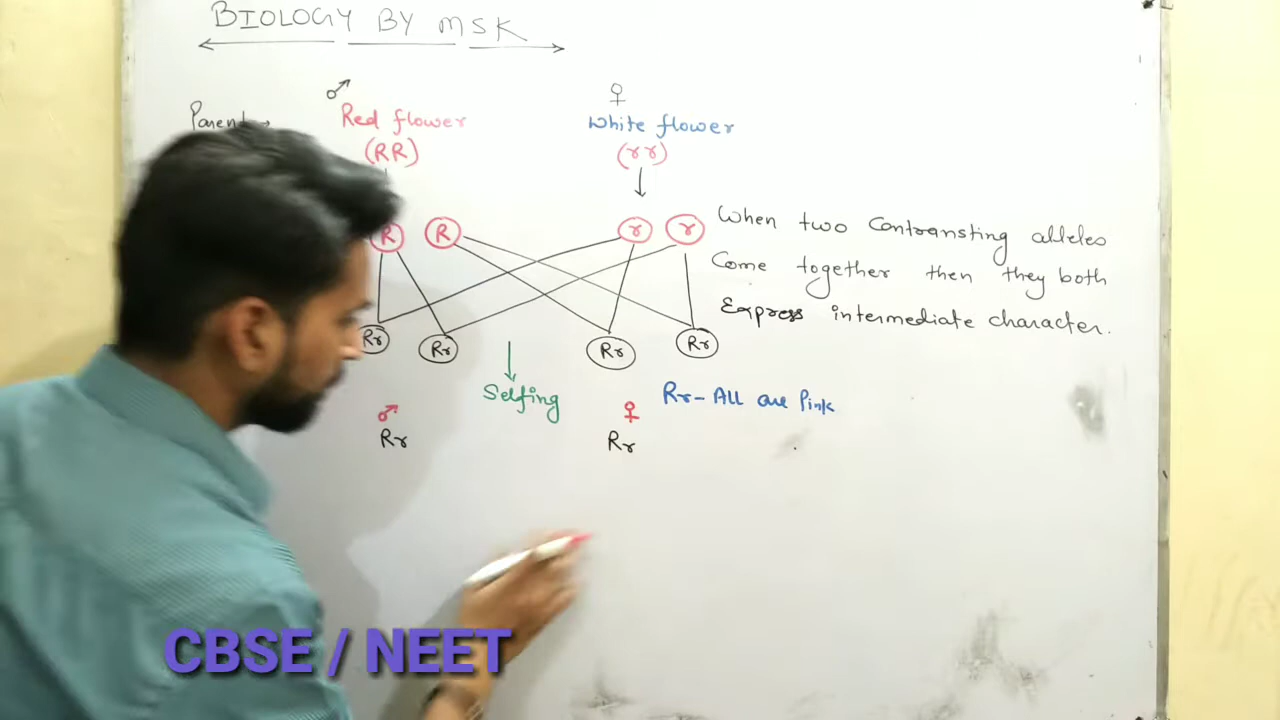 BIOLOGY BY MSK
♂ ♀
Parent → Red flower White flower
(RR) (rr)
R R r r
When two Contransting alleles
Come together then they both
Express intermediate character.
Rr Rr Rr Rr
Selfing
Rr - All are Pink
♂ ♀
Rr Rr
CBSE / NEET